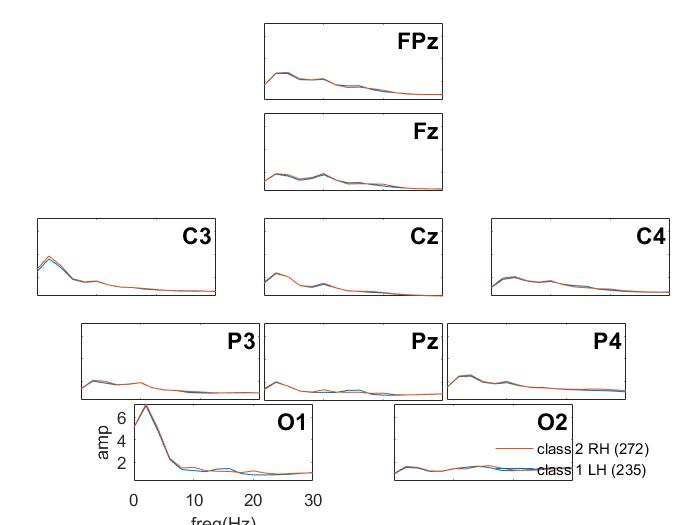 FPz
Fz
C3
Cz
C4
P3
Pz
P4
O1
O2
amp
6
4
2
0 10 20 30
freq(Hz)
class 2 RH (272)
class 1 LH (235)